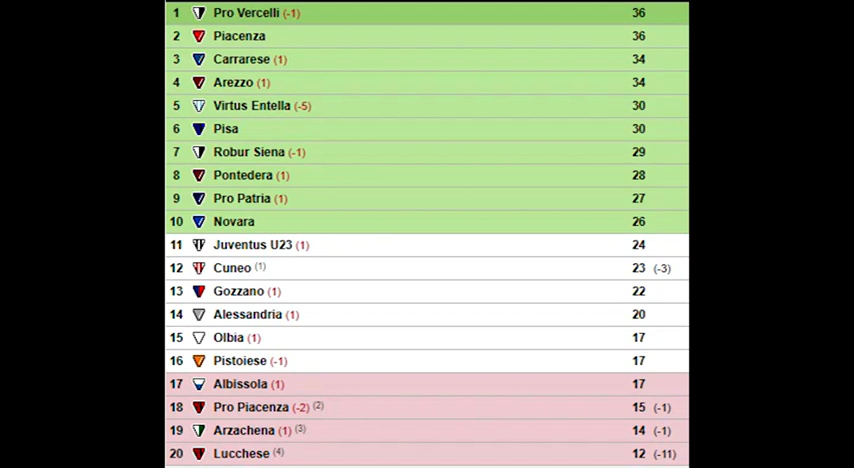 1 Pro Vercelli (-1) 36
2 Piacenza 36
3 Carrarese (1) 34
4 Arezzo (1) 34
5 Virtus Entella (-5) 30
6 Pisa 30
7 Robur Siena (-1) 29
8 Pontedera (1) 28
9 Pro Patria (1) 27
10 Novara 26
11 Juventus U23 (1) 24
12 Cuneo (1) 23 (-3)
13 Gozzano (1) 22
14 Alessandria (1) 20
15 Olbia (1) 17
16 Pistoiese (-1) 17
17 Albissola (1) 17
18 Pro Piacenza (-2) (2) 15 (-1)
19 Arzachena (1) (3) 14 (-1)
20 Lucchese (4) 12 (-11)